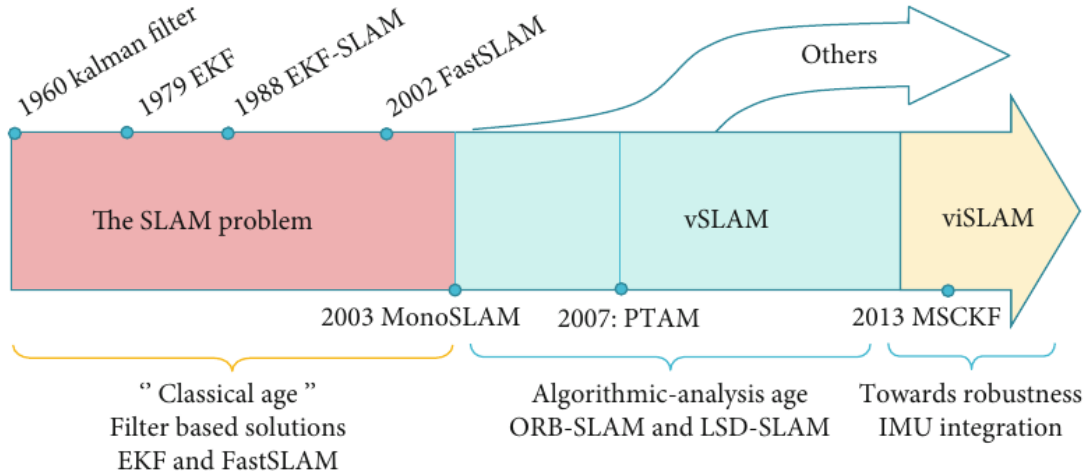 1960 kalman filter
1979 EKF
1988 EKF-SLAM
2002 FastSLAM
Others
The SLAM problem
vSLAM
viSLAM
2003 MonoSLAM
2007: PTAM
2013 MSCKF
“ Classical age ”
Filter based solutions
EKF and FastSLAM
Algorithmic-analysis age
ORB-SLAM and LSD-SLAM
Towards robustness
IMU integration